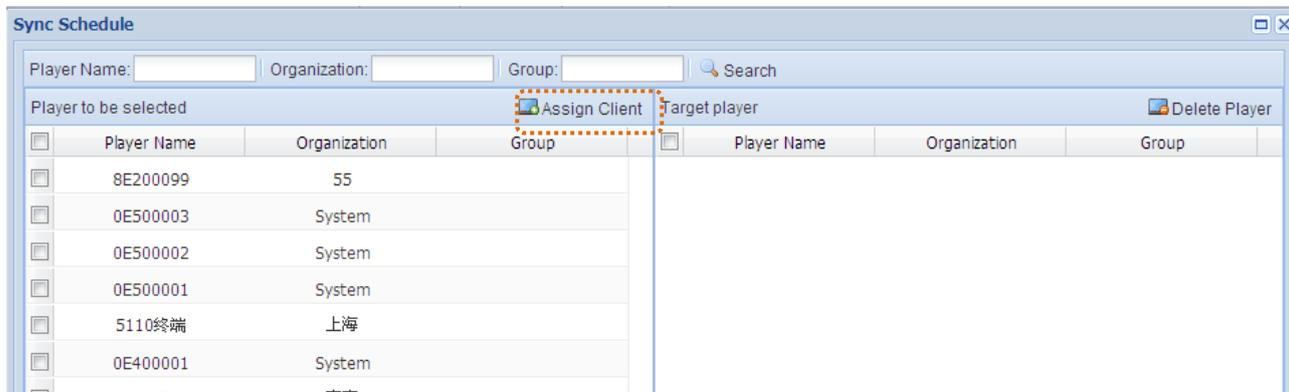 Sync Schedule
Player Name: Organization: Group: Search
Player to be selected Assign Client Target player Delete Player
Player Name Organization Group Player Name Organization Group
8E200099 55
0E500003 System
0E500002 System
0E500001 System
5110终端 上海
0E400001 System